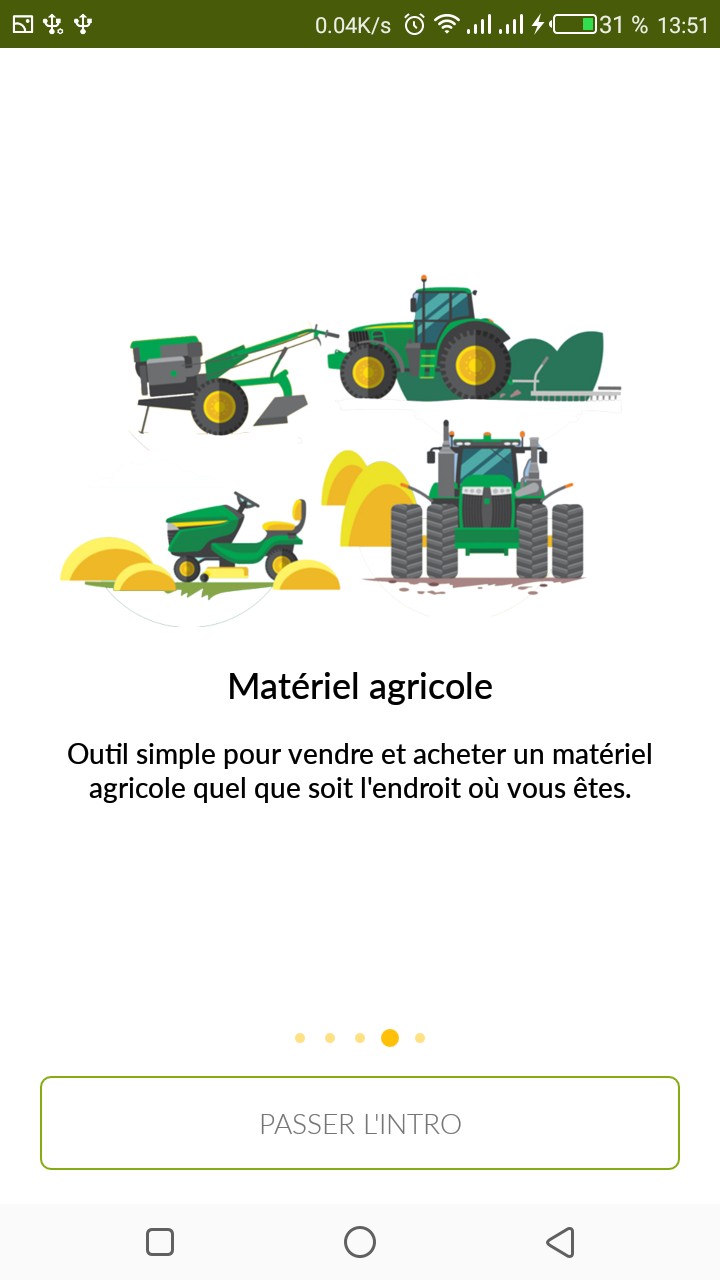 0.04K/s 31 % 13:51
Matériel agricole
Outil simple pour vendre et acheter un matériel
agricole quel que soit l'endroit où vous êtes.
PASSER L'INTRO